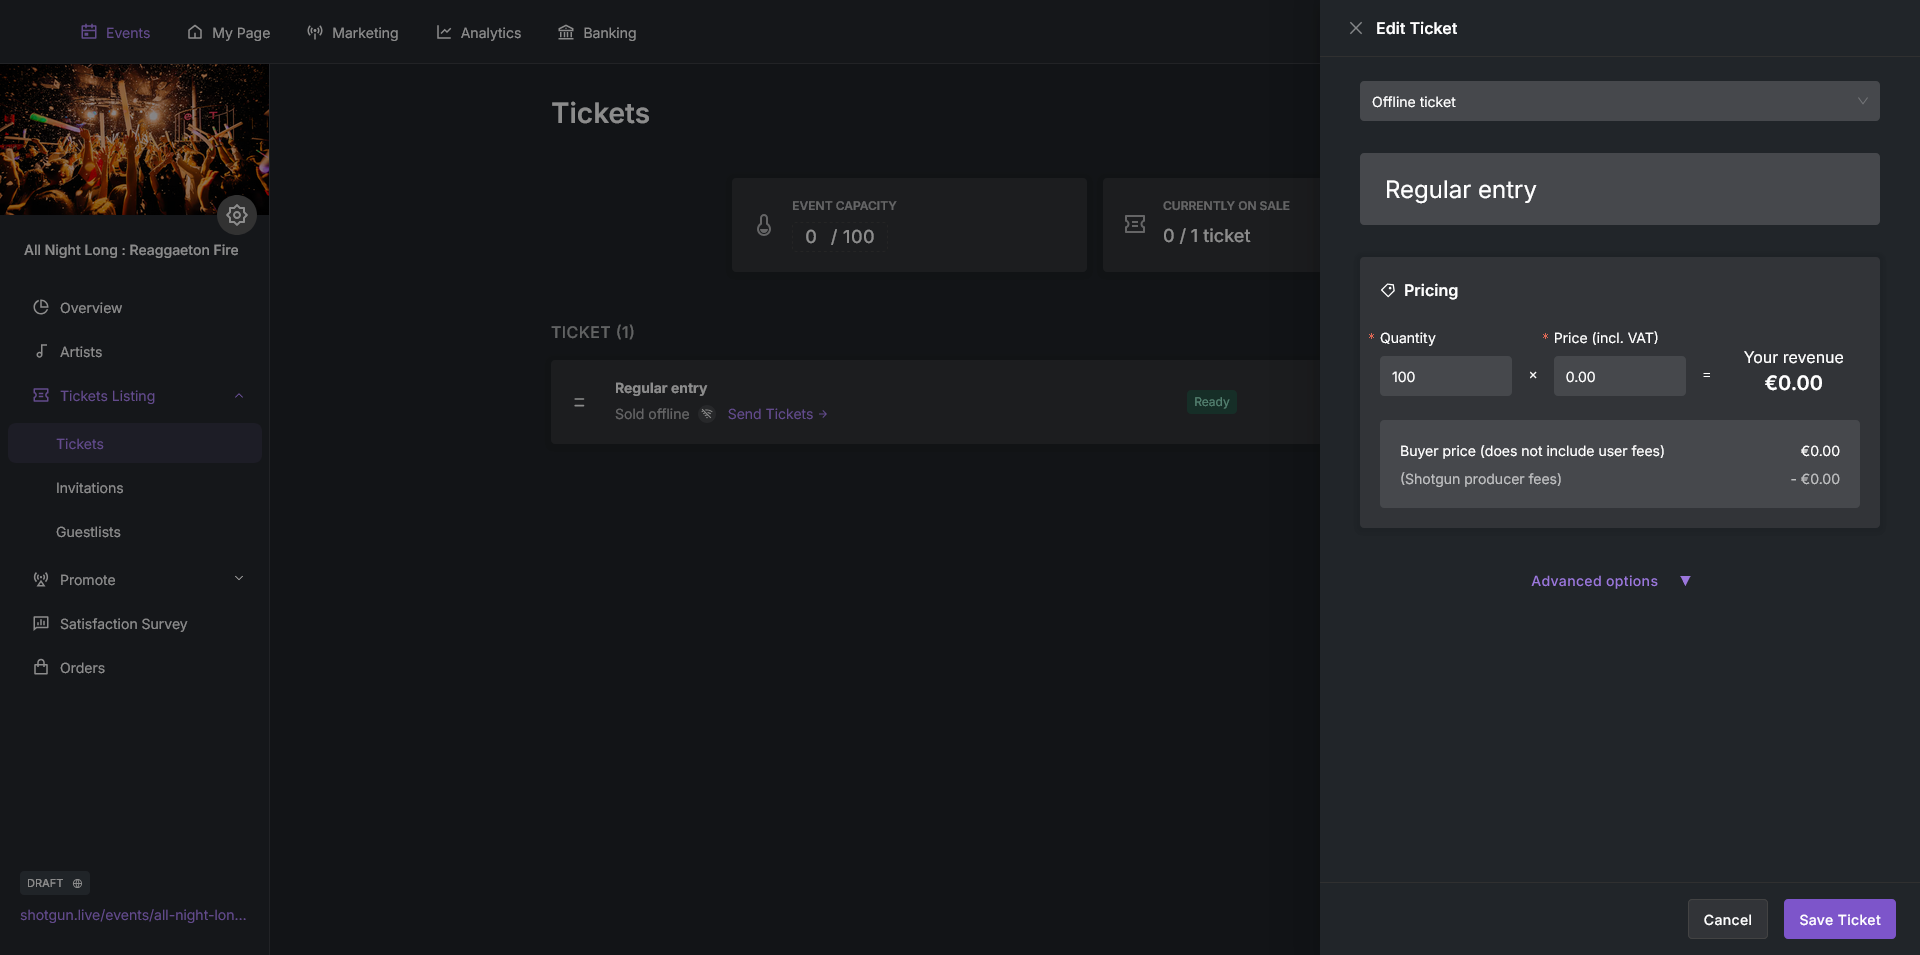 Events
My Page
Marketing
Analytics
Banking
All Night Long : Reaggaeton Fire
Overview
Artists
Tickets Listing
Tickets
Invitations
Guestlists
Promote
Satisfaction Survey
Orders
DRAFT
shotgun.live/events/all-night-lon...
Tickets
EVENT CAPACITY
0 / 100
CURRENTLY ON SALE
0 / 1 ticket
TICKET (1)
Regular entry
Sold offline
Send Tickets →
Ready
Edit Ticket
Offline ticket
Regular entry
Pricing
* Quantity
* Price (incl. VAT)
100
×
0.00
=
Your revenue
€0.00
Buyer price (does not include user fees) €0.00
(Shotgun producer fees) - €0.00
Advanced options ▼
Cancel
Save Ticket